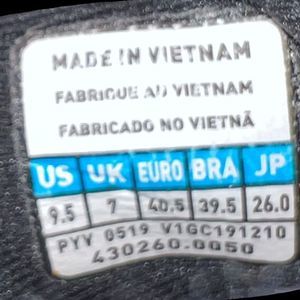 MADE IN VIETNAM
FABRIQUE AU VIETNAM
FABRICADO NO VIETNÃ
US UK EURO BRA JP
9.5 7 40.5 39.5 26.0
PYV 0519 V1GC191210
430260.0050